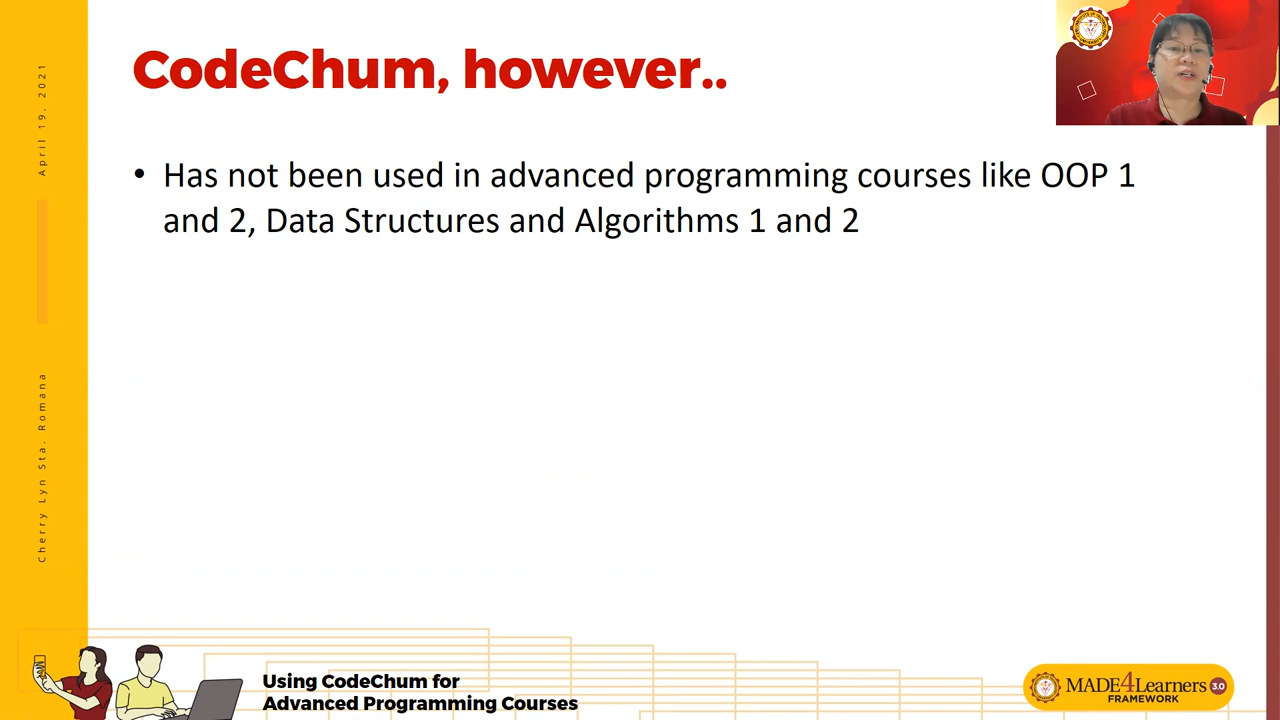 CodeChum, however..
April 19, 2021
• Has not been used in advanced programming courses like OOP 1
and 2, Data Structures and Algorithms 1 and 2
Cherry Lyn Sta. Romana
Using CodeChum for
Advanced Programming Courses
MADE4Learners 3.0
FRAMEWORK